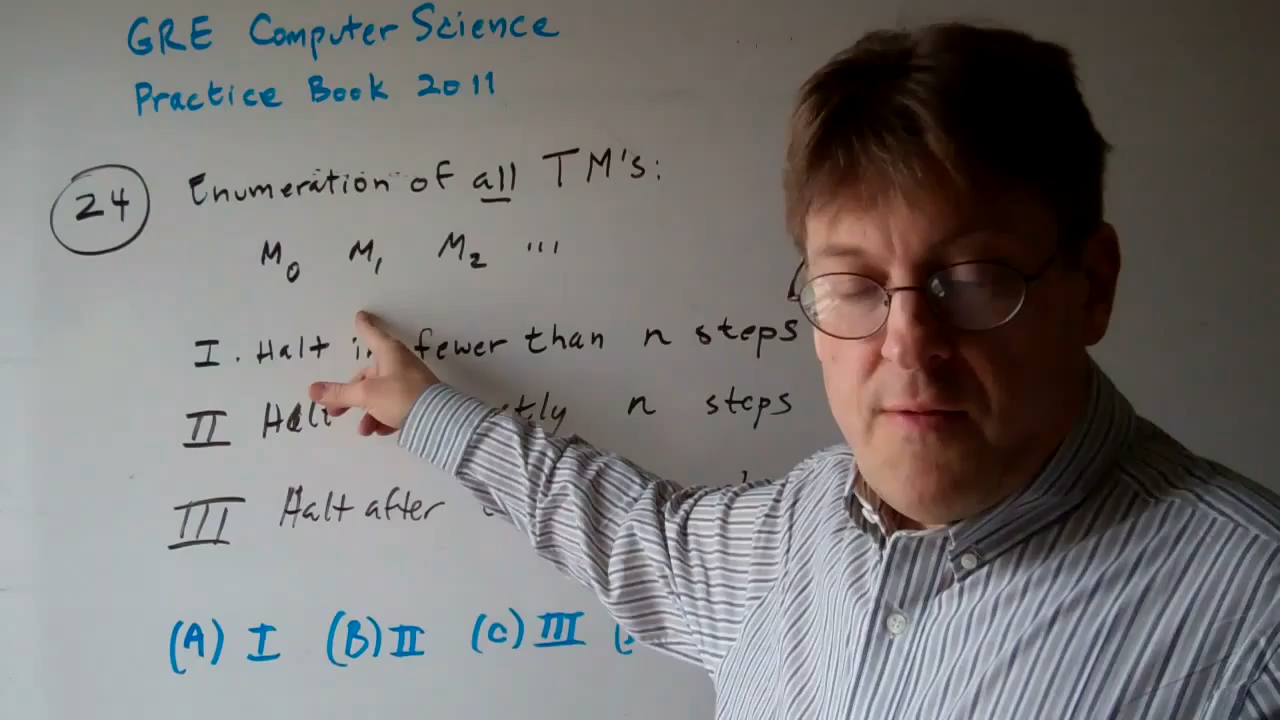 GRE Computer Science
Practice Book 2011
24 Enumeration of all TM's:
M0 M1 M2 ...
I. Halt in fewer than n steps
II Halt n steps
III Halt after
(A) I (B) II (C) III